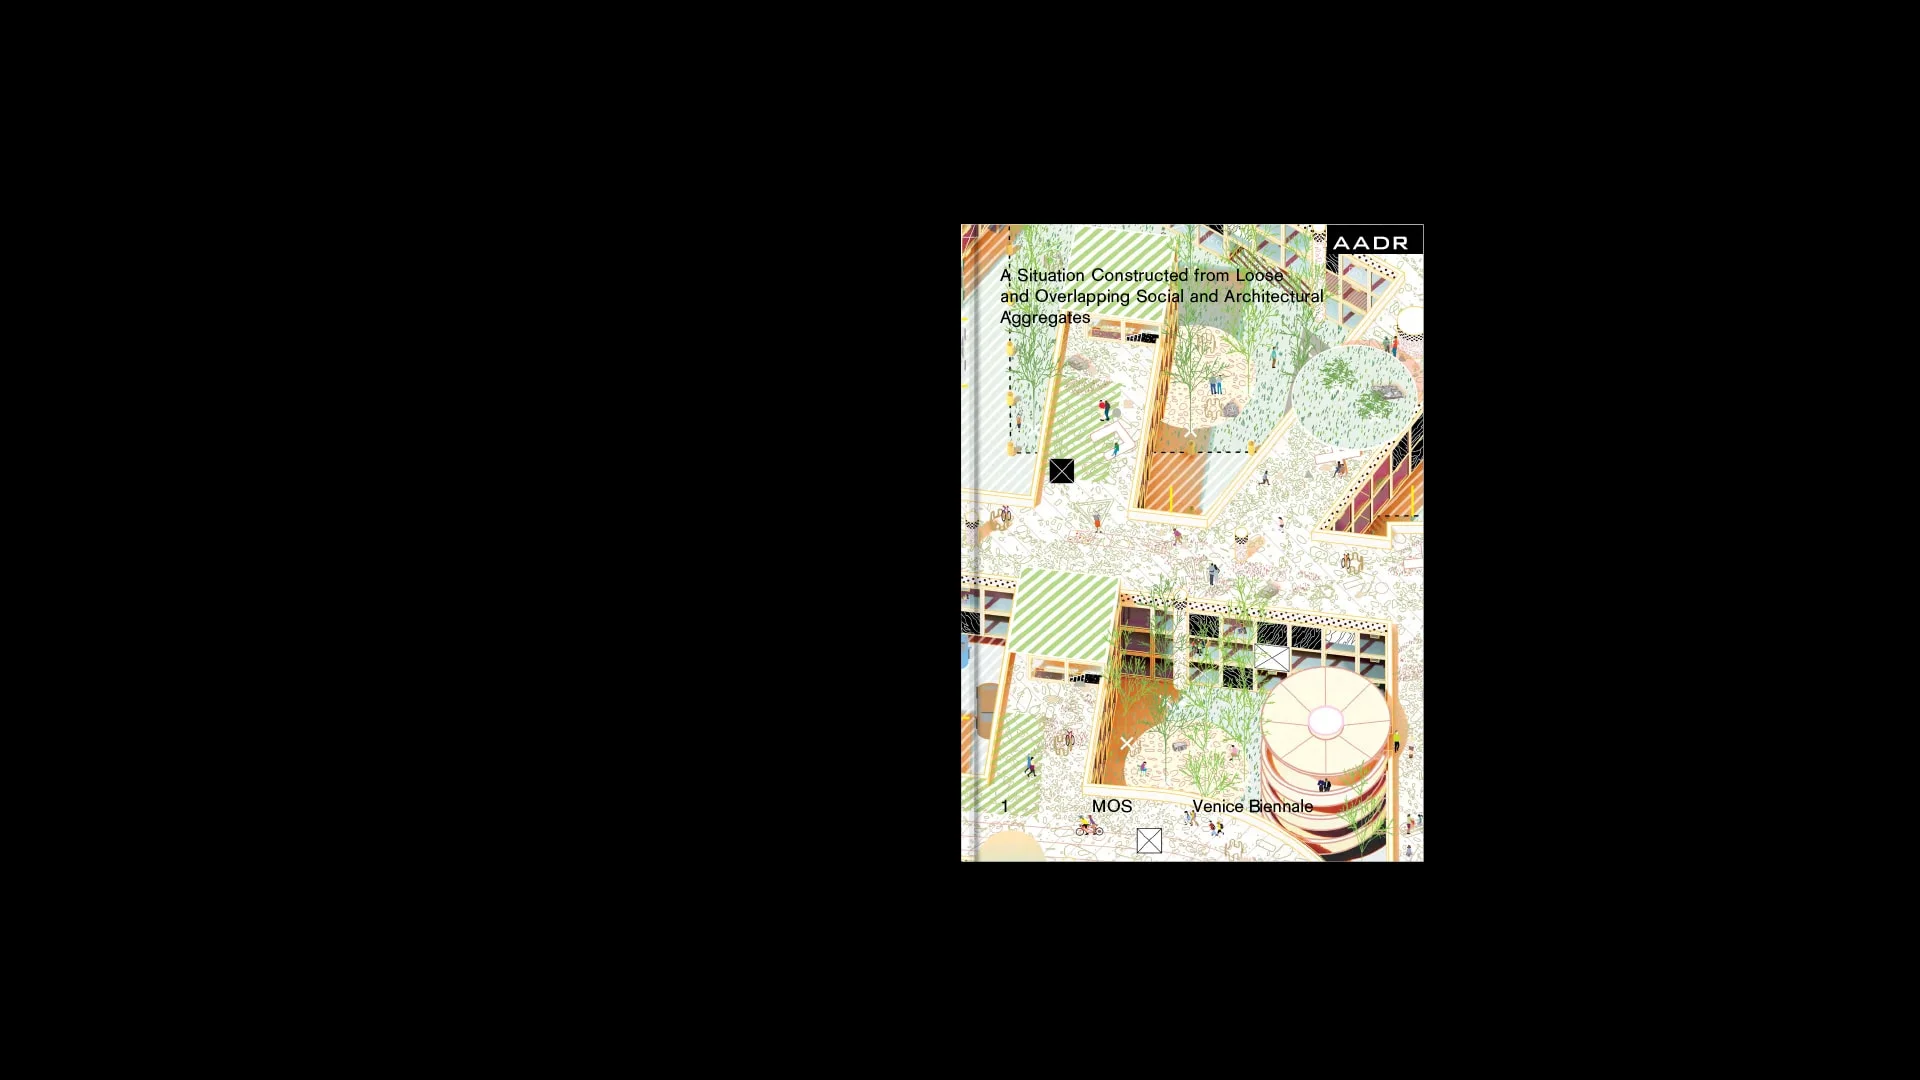 AADR
A Situation Constructed from Loose
and Overlapping Social and Architectural
Aggregates
1 MOS Venice Biennale